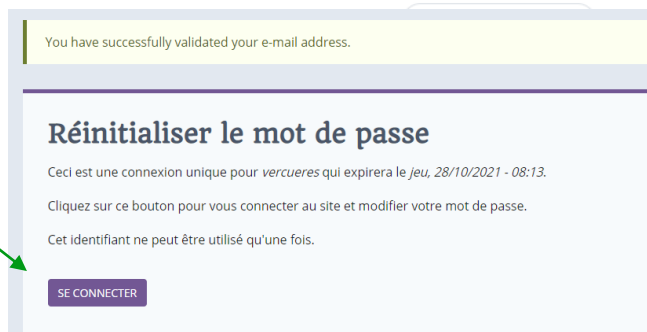 You have successfully validated your e-mail address.
Réinitialiser le mot de passe
Ceci est une connexion unique pour vercueres qui expirera le jeu, 28/10/2021 - 08:13.
Cliquez sur ce bouton pour vous connecter au site et modifier votre mot de passe.
Cet identifiant ne peut être utilisé qu'une fois.
SE CONNECTER